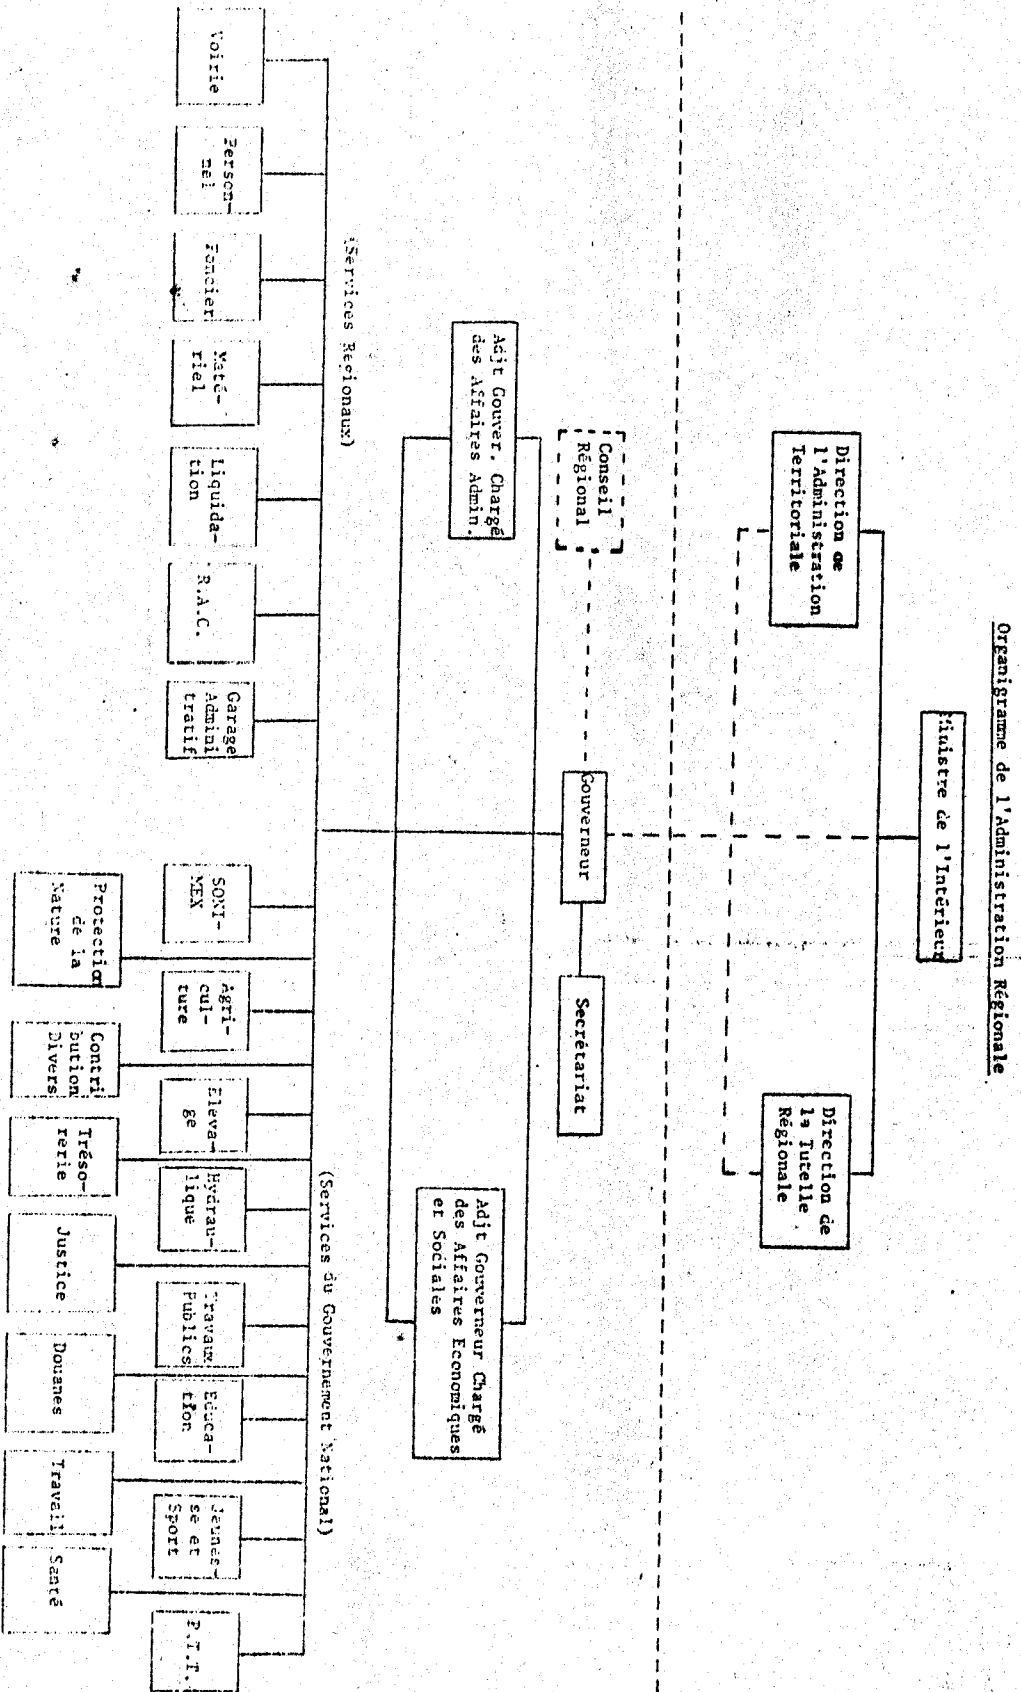 Organigramme de l'Administration Régionale
Ministre de l'Intérieur
Direction de
l'Administration
Territoriale
Direction de
la Tutelle
Régionale
Conseil
Régional
Gouverneur
Secrétariat
Adjt Gouver. Chargé
des Affaires Admin.
Adjt Gouverneur Chargé
des Affaires Economiques
et Sociales
(Services Régionaux)
(Services du Gouvernement National)
Voirie
Person-
nel
Foncier
Maté-
riel
Liquida-
tion
R.A.C.
Garage
Admini
tratif
SONI-
MEX
Agri-
cul-
ture
Eleva-
ge
Hydrau-
lique
Travaux
Publics
Educa-
tion
Jeunes-
se et
Sport
P.T.T.
Protection
de la
Nature
Contri
bution
Divers
Tréso-
rerie
Justice
Douanes
Travail
Santé